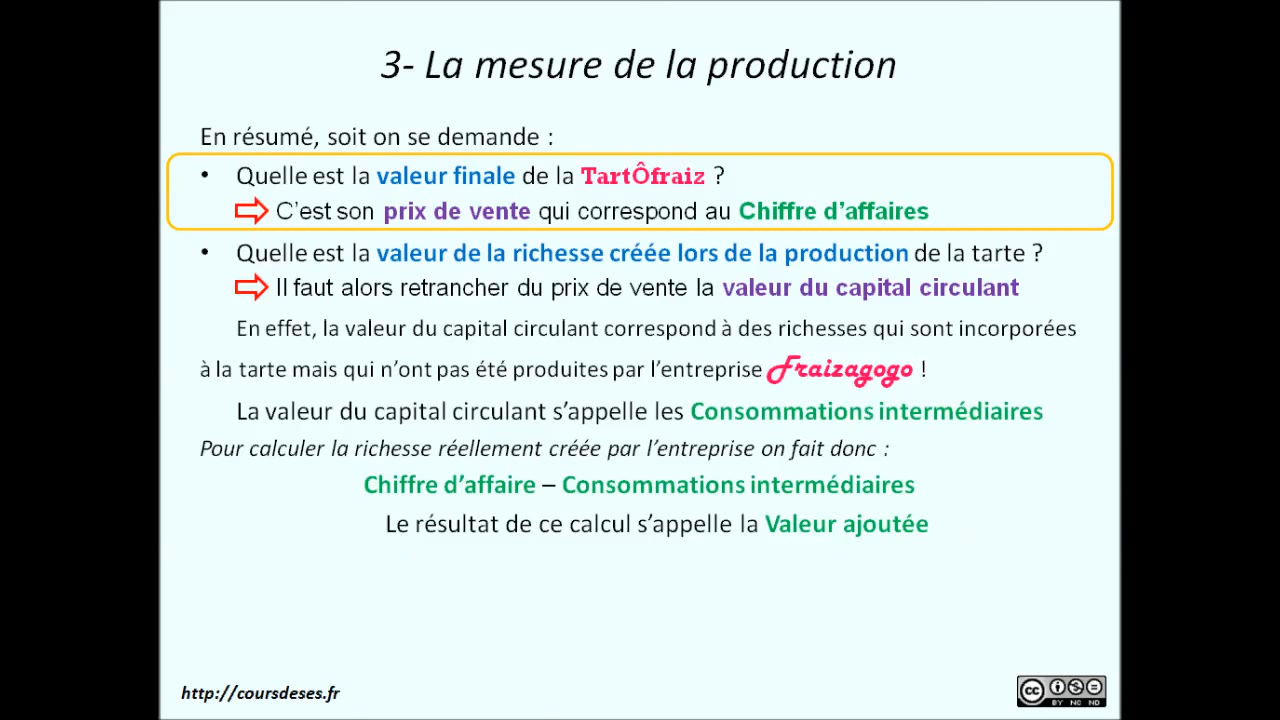 3- La mesure de la production
En résumé, soit on se demande :
• Quelle est la valeur finale de la TartÔfraiz ?
C’est son prix de vente qui correspond au Chiffre d’affaires
• Quelle est la valeur de la richesse créée lors de la production de la tarte ?
Il faut alors retrancher du prix de vente la valeur du capital circulant
En effet, la valeur du capital circulant correspond à des richesses qui sont incorporées
à la tarte mais qui n’ont pas été produites par l’entreprise Fraizagogo !
La valeur du capital circulant s’appelle les Consommations intermédiaires
Pour calculer la richesse réellement créée par l’entreprise on fait donc :
Chiffre d’affaire – Consommations intermédiaires
Le résultat de ce calcul s’appelle la Valeur ajoutée
http://coursdeses.fr
cc BY NC ND